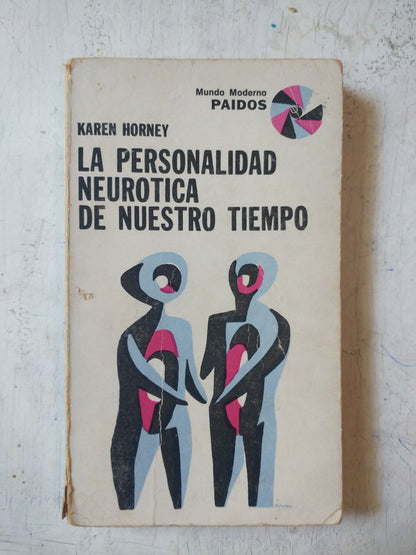 Mundo Moderno
PAIDOS
KAREN HORNEY
LA PERSONALIDAD
NEUROTICA
DE NUESTRO TIEMPO